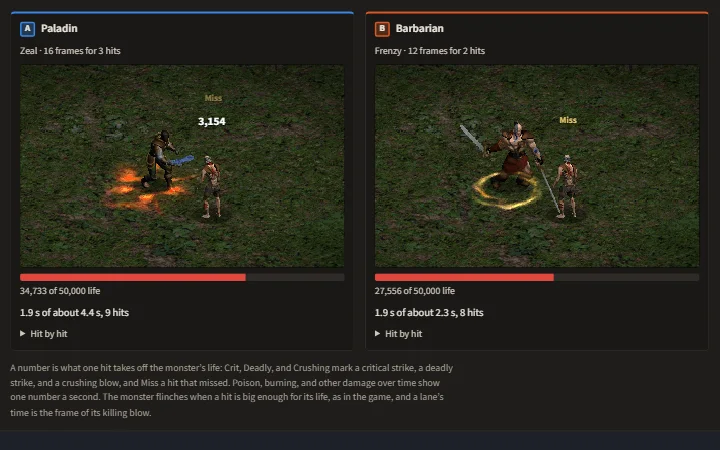 A Paladin
Zeal · 16 frames for 3 hits
Miss
3,154
34,733 of 50,000 life
1.9 s of about 4.4 s, 9 hits
Hit by hit
B Barbarian
Frenzy · 12 frames for 2 hits
Miss
27,556 of 50,000 life
1.9 s of about 2.3 s, 8 hits
Hit by hit
A number is what one hit takes off the monster's life: Crit, Deadly, and Crushing mark a critical strike, a deadly
strike, and a crushing blow, and Miss a hit that missed. Poison, burning, and other damage over time show
one number a second. The monster flinches when a hit is big enough for its life, as in the game, and a lane's
time is the frame of its killing blow.